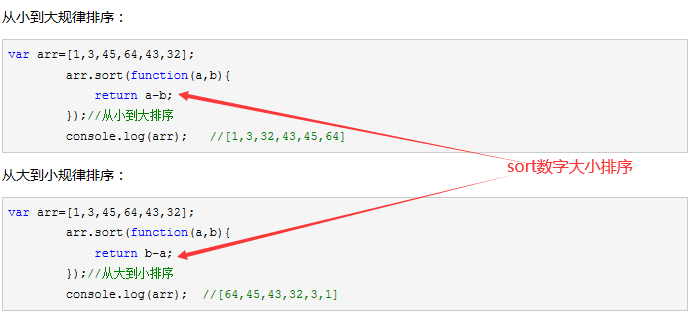 从小到大规律排序：
var arr=[1,3,45,64,43,32];
arr.sort(function(a,b){
return a-b;
});//从小到大排序
console.log(arr);   //[1,3,32,43,45,64]
sort数字大小排序
从大到小规律排序：
var arr=[1,3,45,64,43,32];
arr.sort(function(a,b){
return b-a;
});//从大到小排序
console.log(arr);  //[64,45,43,32,3,1]